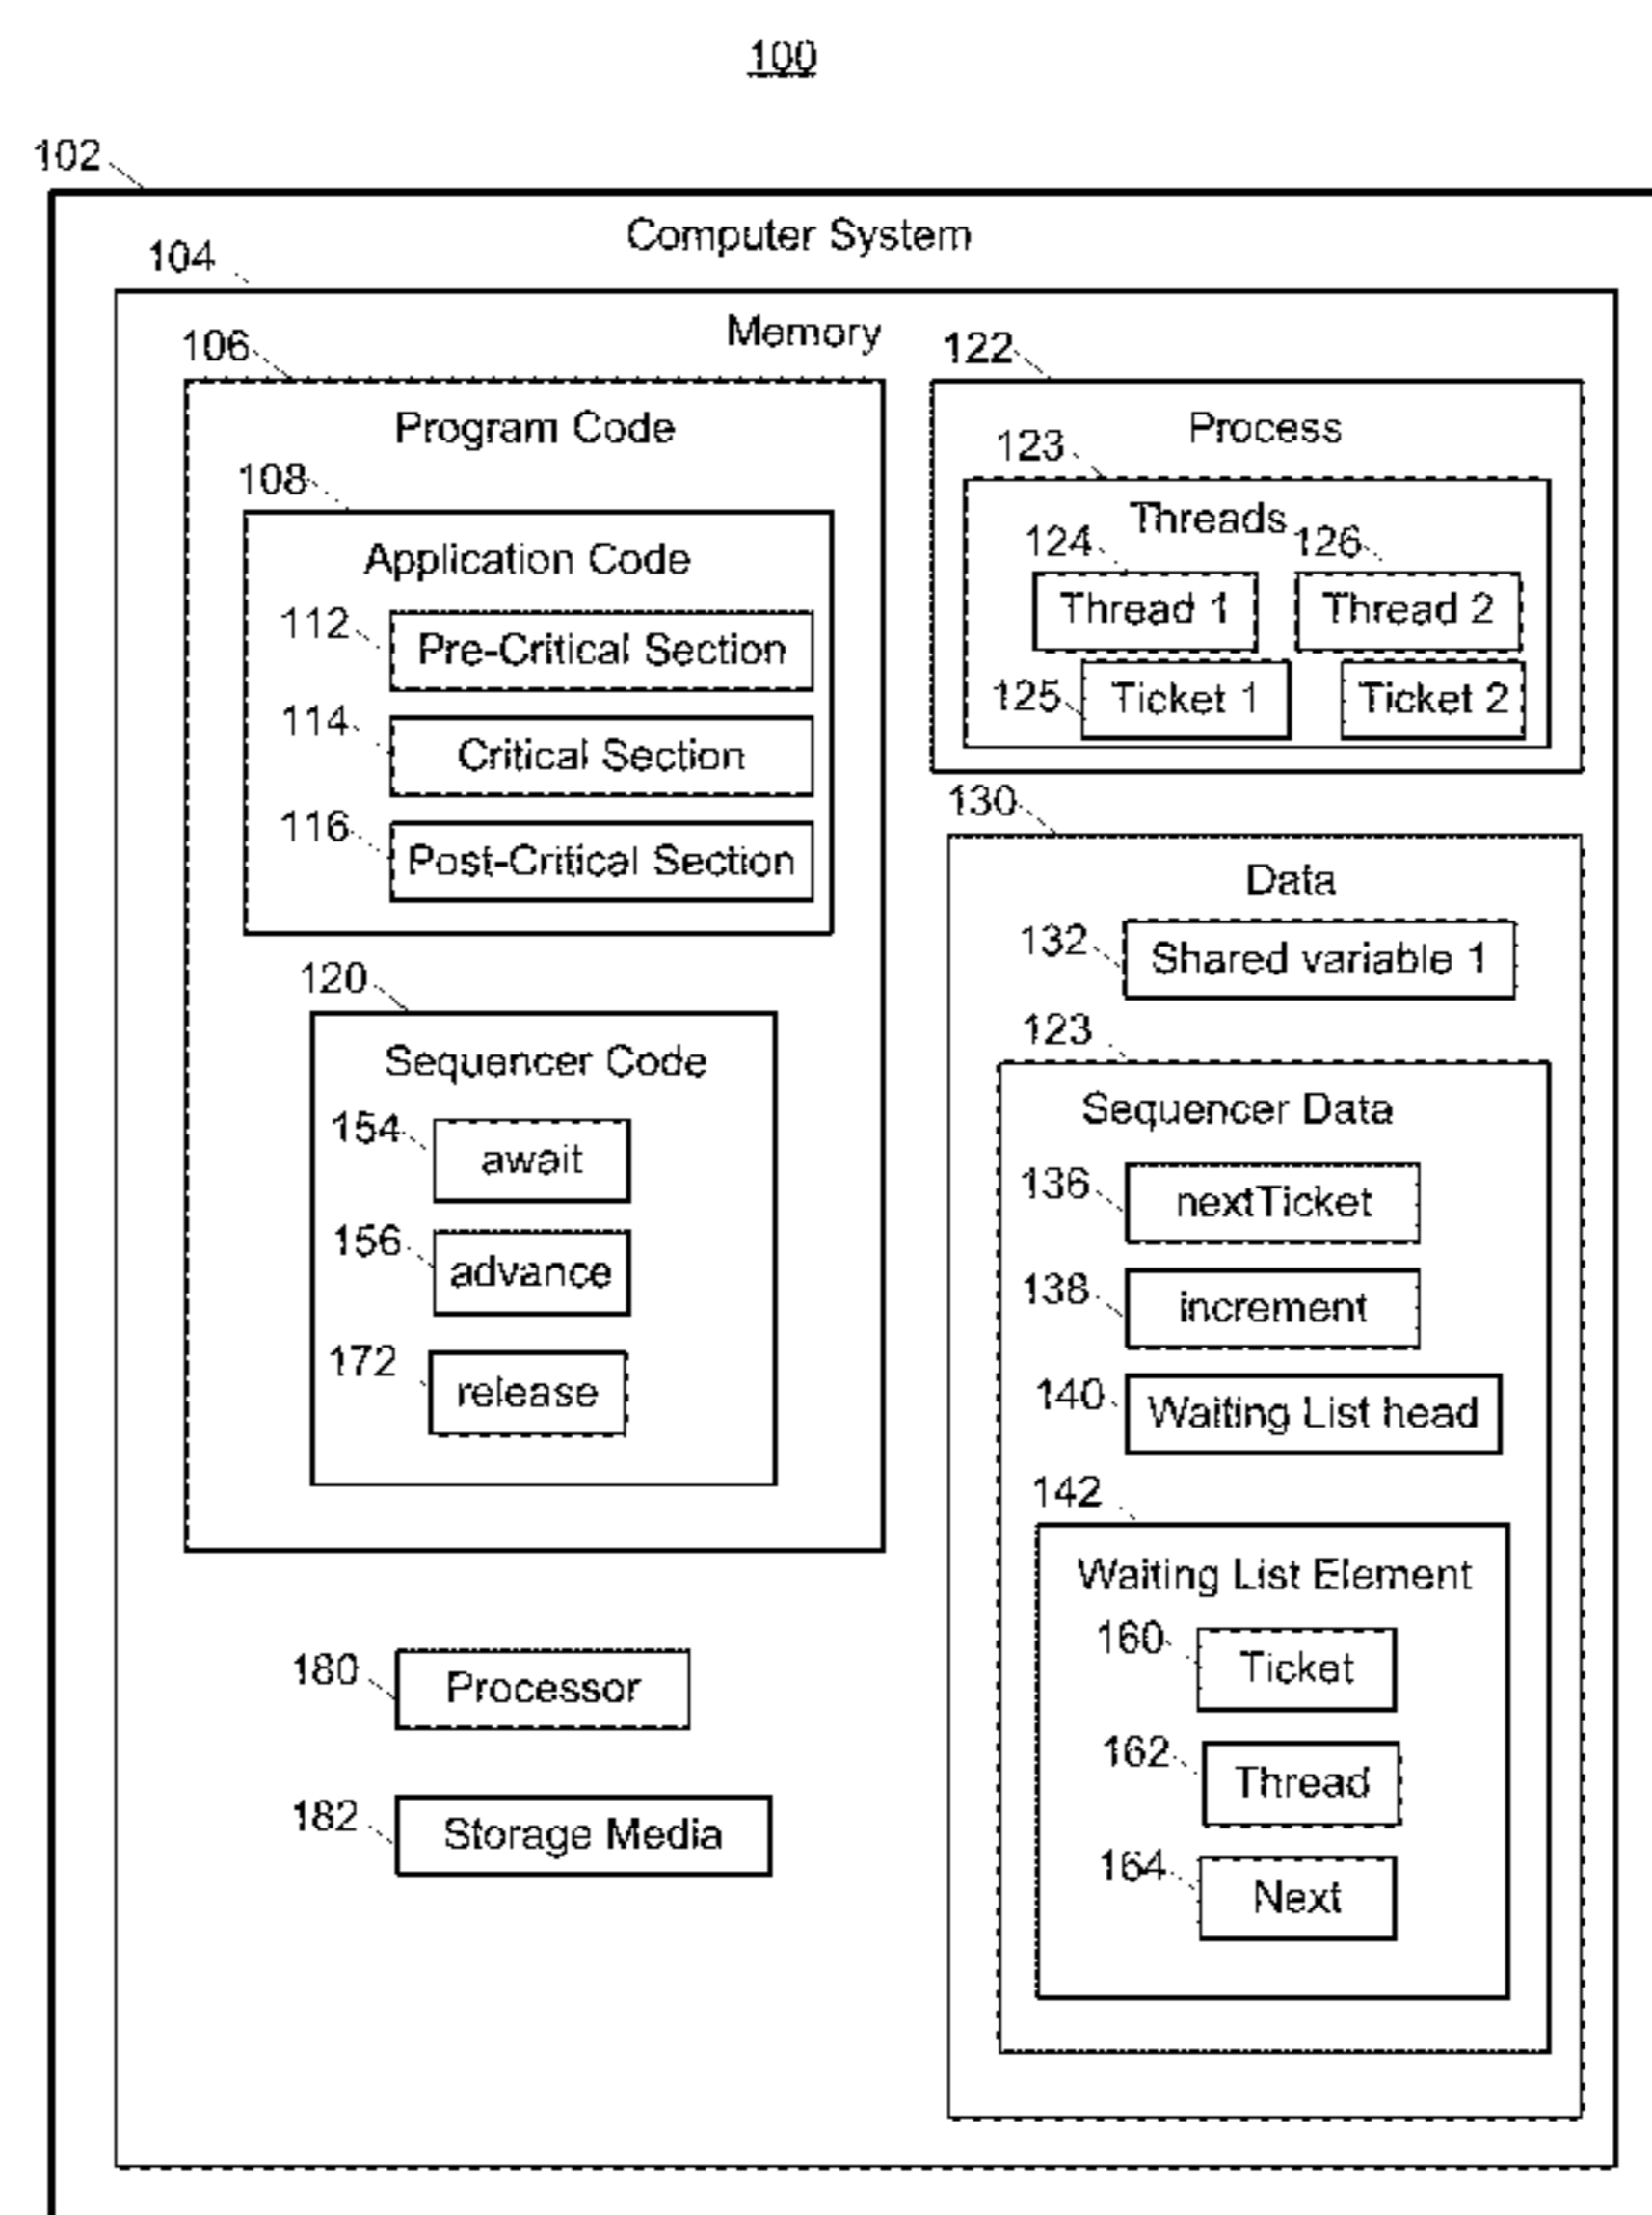 100
102
Computer System
104
Memory
106
Program Code
108
Application Code
112
Pre-Critical Section
114
Critical Section
116
Post-Critical Section
120
Sequencer Code
154
await
156
advance
172
release
180
Processor
182
Storage Media
122
Process
123
Threads
124
126
Thread 1
Thread 2
125
Ticket 1
Ticket 2
130
Data
132
Shared variable 1
123
Sequencer Data
136
nextTicket
138
increment
140
Waiting List head
142
Waiting List Element
160
Ticket
162
Thread
164
Next